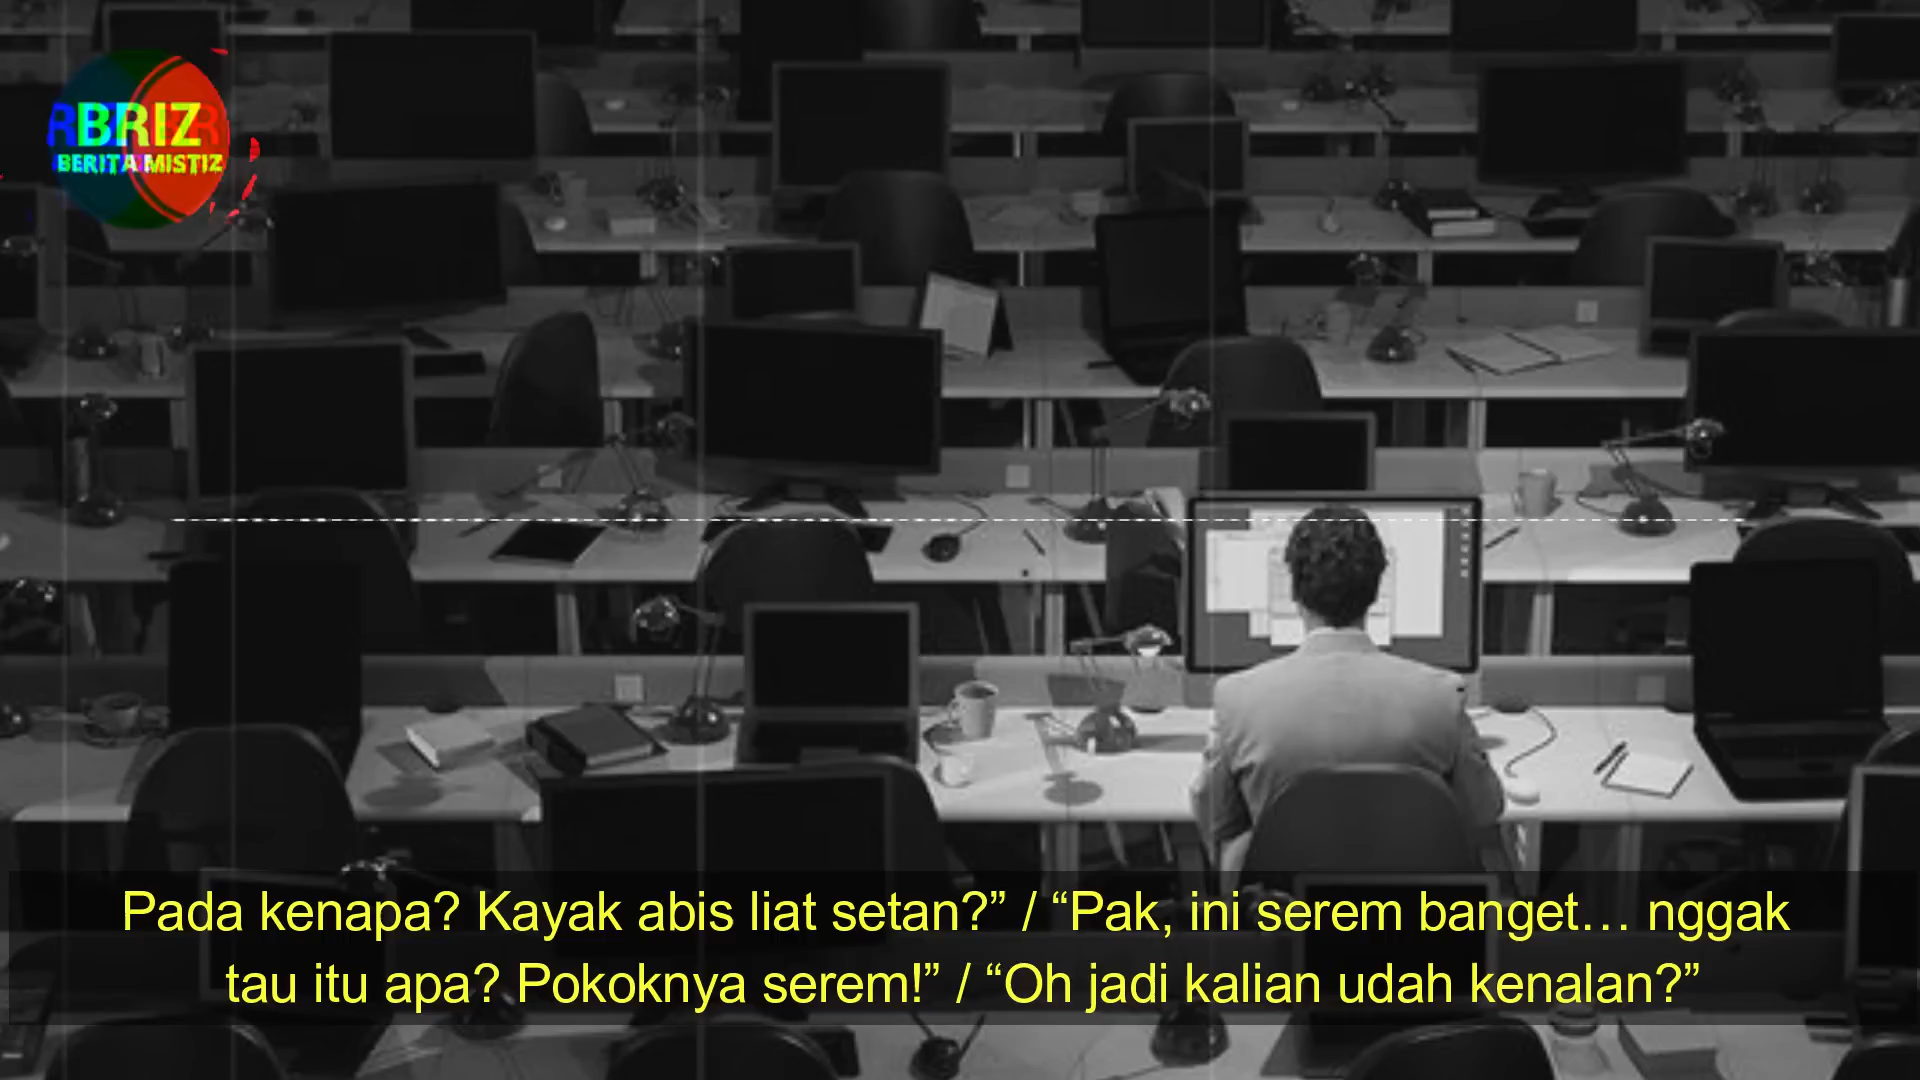 BRIZ
BERITA MISTIZ
Pada kenapa? Kayak abis liat setan?” / “Pak, ini serem banget… nggak
tau itu apa? Pokoknya serem!” / “Oh jadi kalian udah kenalan?”